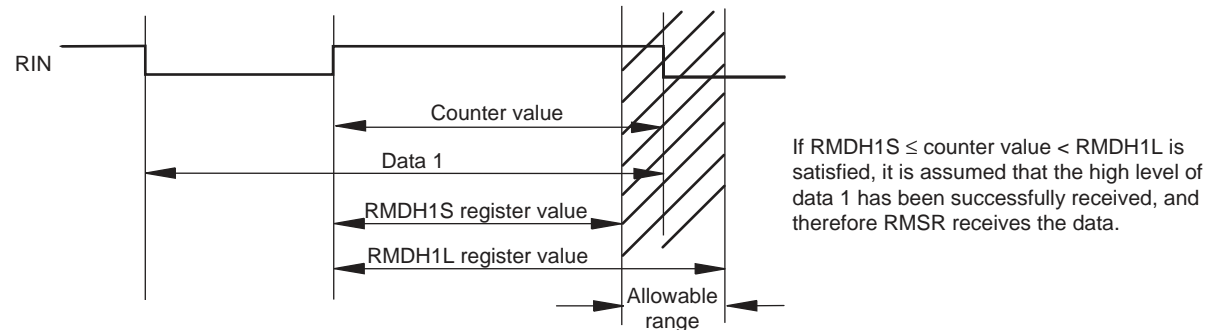 RIN
Counter value
Data 1
RMDH1S register value
RMDH1L register value
Allowable
range
If RMDH1S ≤ counter value < RMDH1L is
satisfied, it is assumed that the high level of
data 1 has been successfully received, and
therefore RMSR receives the data.